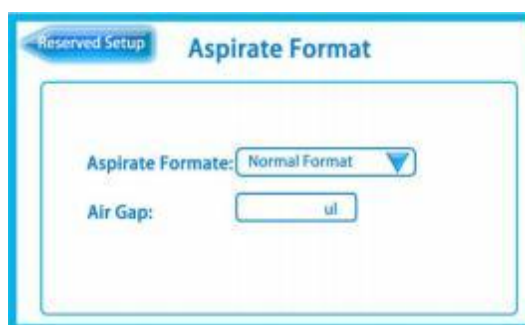 Reserved Setup
Aspirate Format
Aspirate Formate: Normal Format
Air Gap: ul